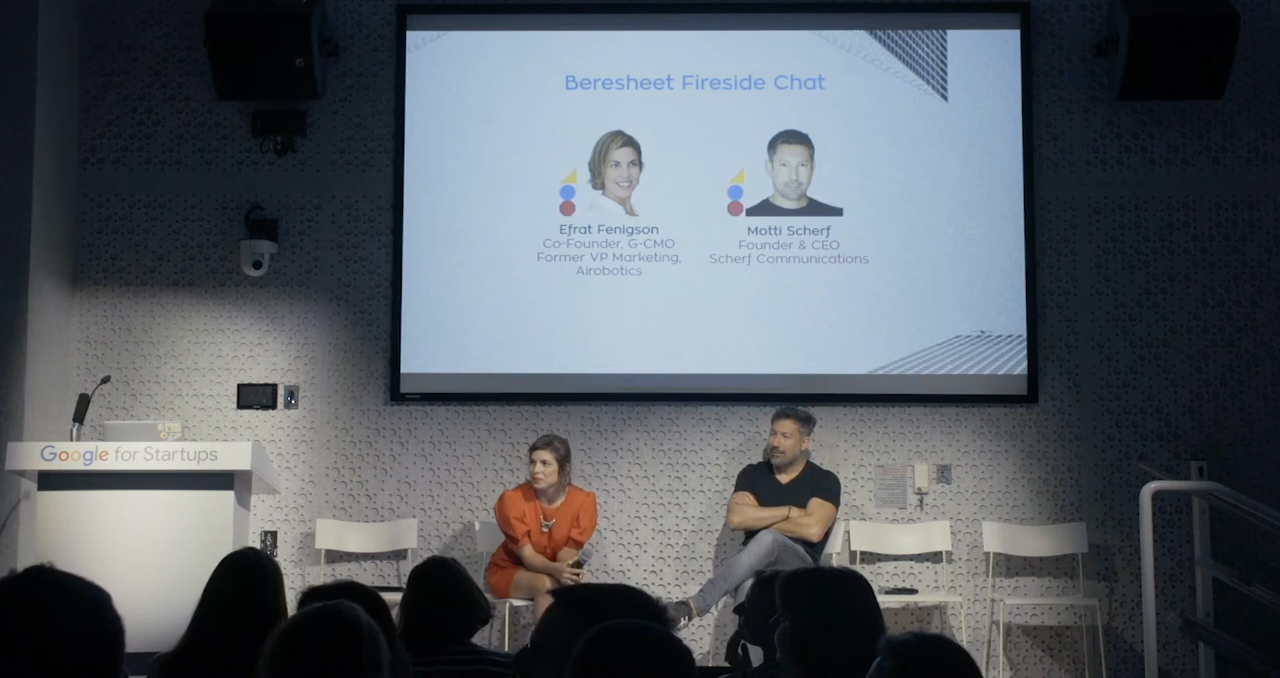 Beresheet Fireside Chat
Efrat Fenigson
Co-Founder, G-CMO
Former VP Marketing,
Airobotics
Motti Scherf
Founder & CEO
Scherf Communications
Google for Startups